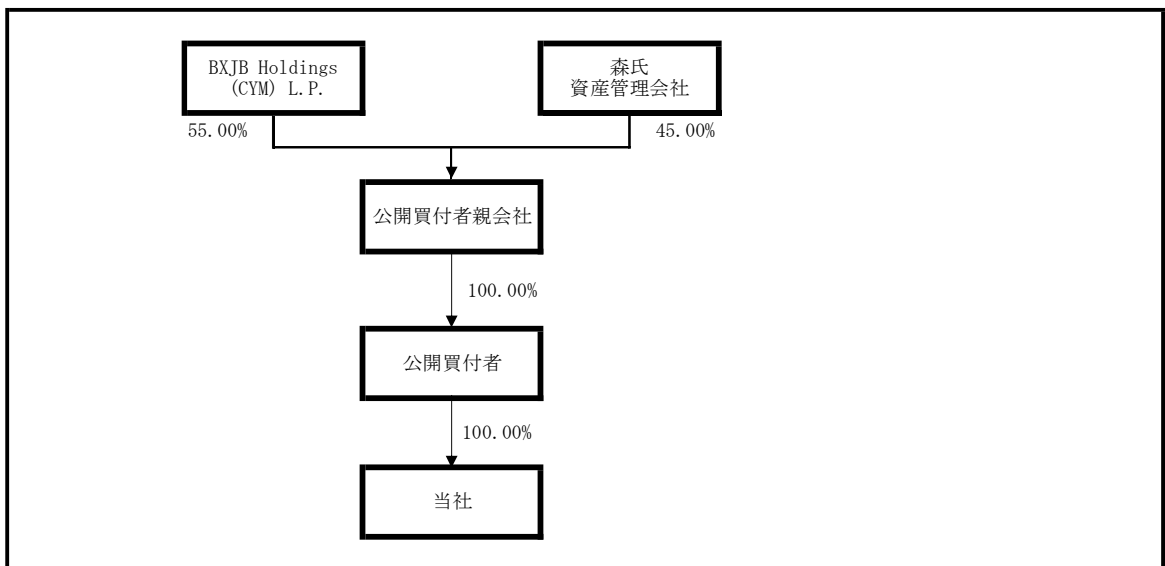 BXJB Holdings
(CYM) L.P.
森氏
資産管理会社
55.00%
45.00%
公開買付者親会社
100.00%
公開買付者
100.00%
当社